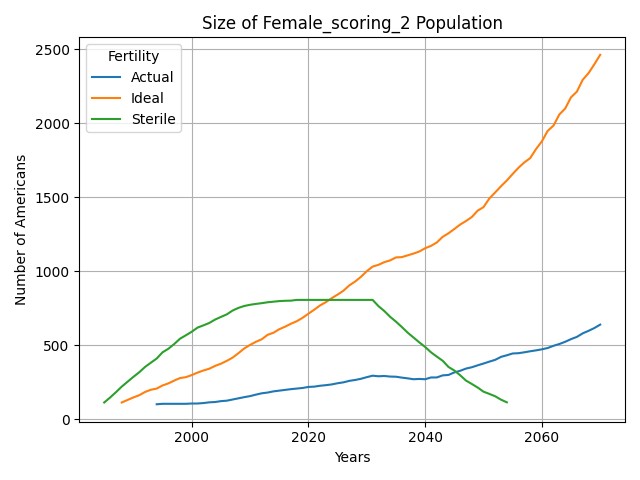 Size of Female_scoring_2 Population
Fertility
Actual
Ideal
Sterile
Number of Americans
2500
2000
1500
1000
500
0
2000
2020
2040
2060
Years